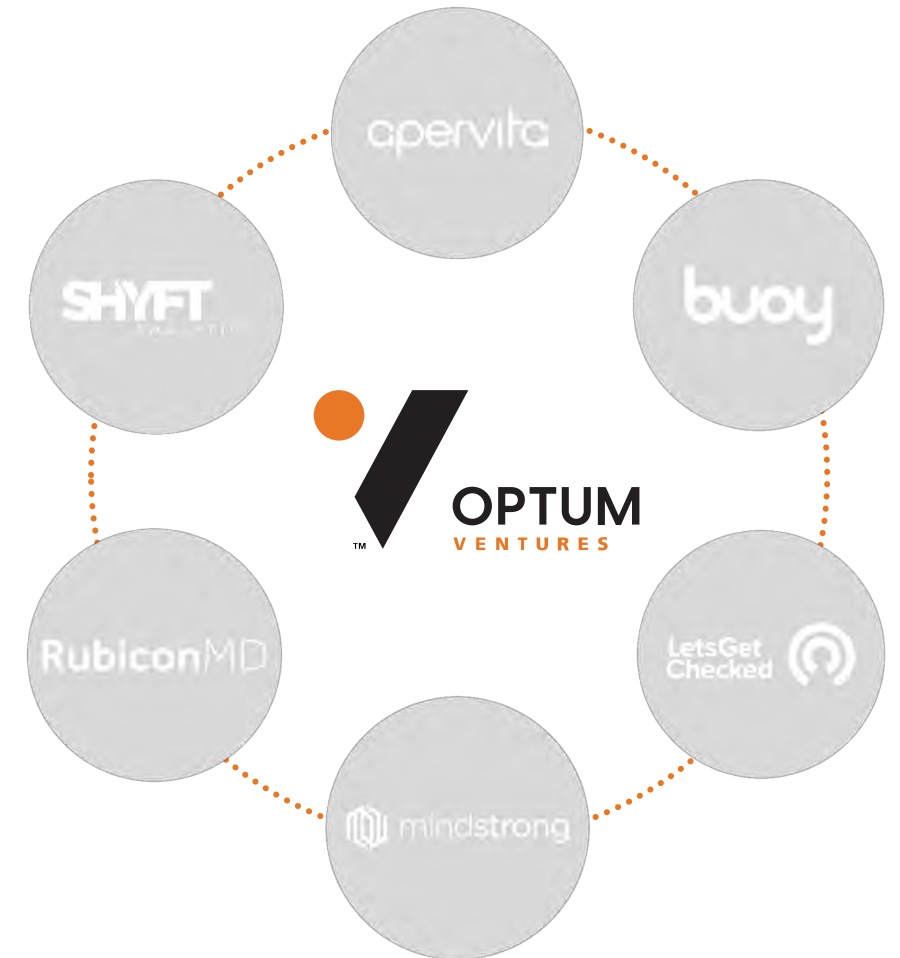 apervita
SHYFT
buoy
OPTUM
VENTURES
TM
RubiconMD
LetsGet
Checked
mindstrong